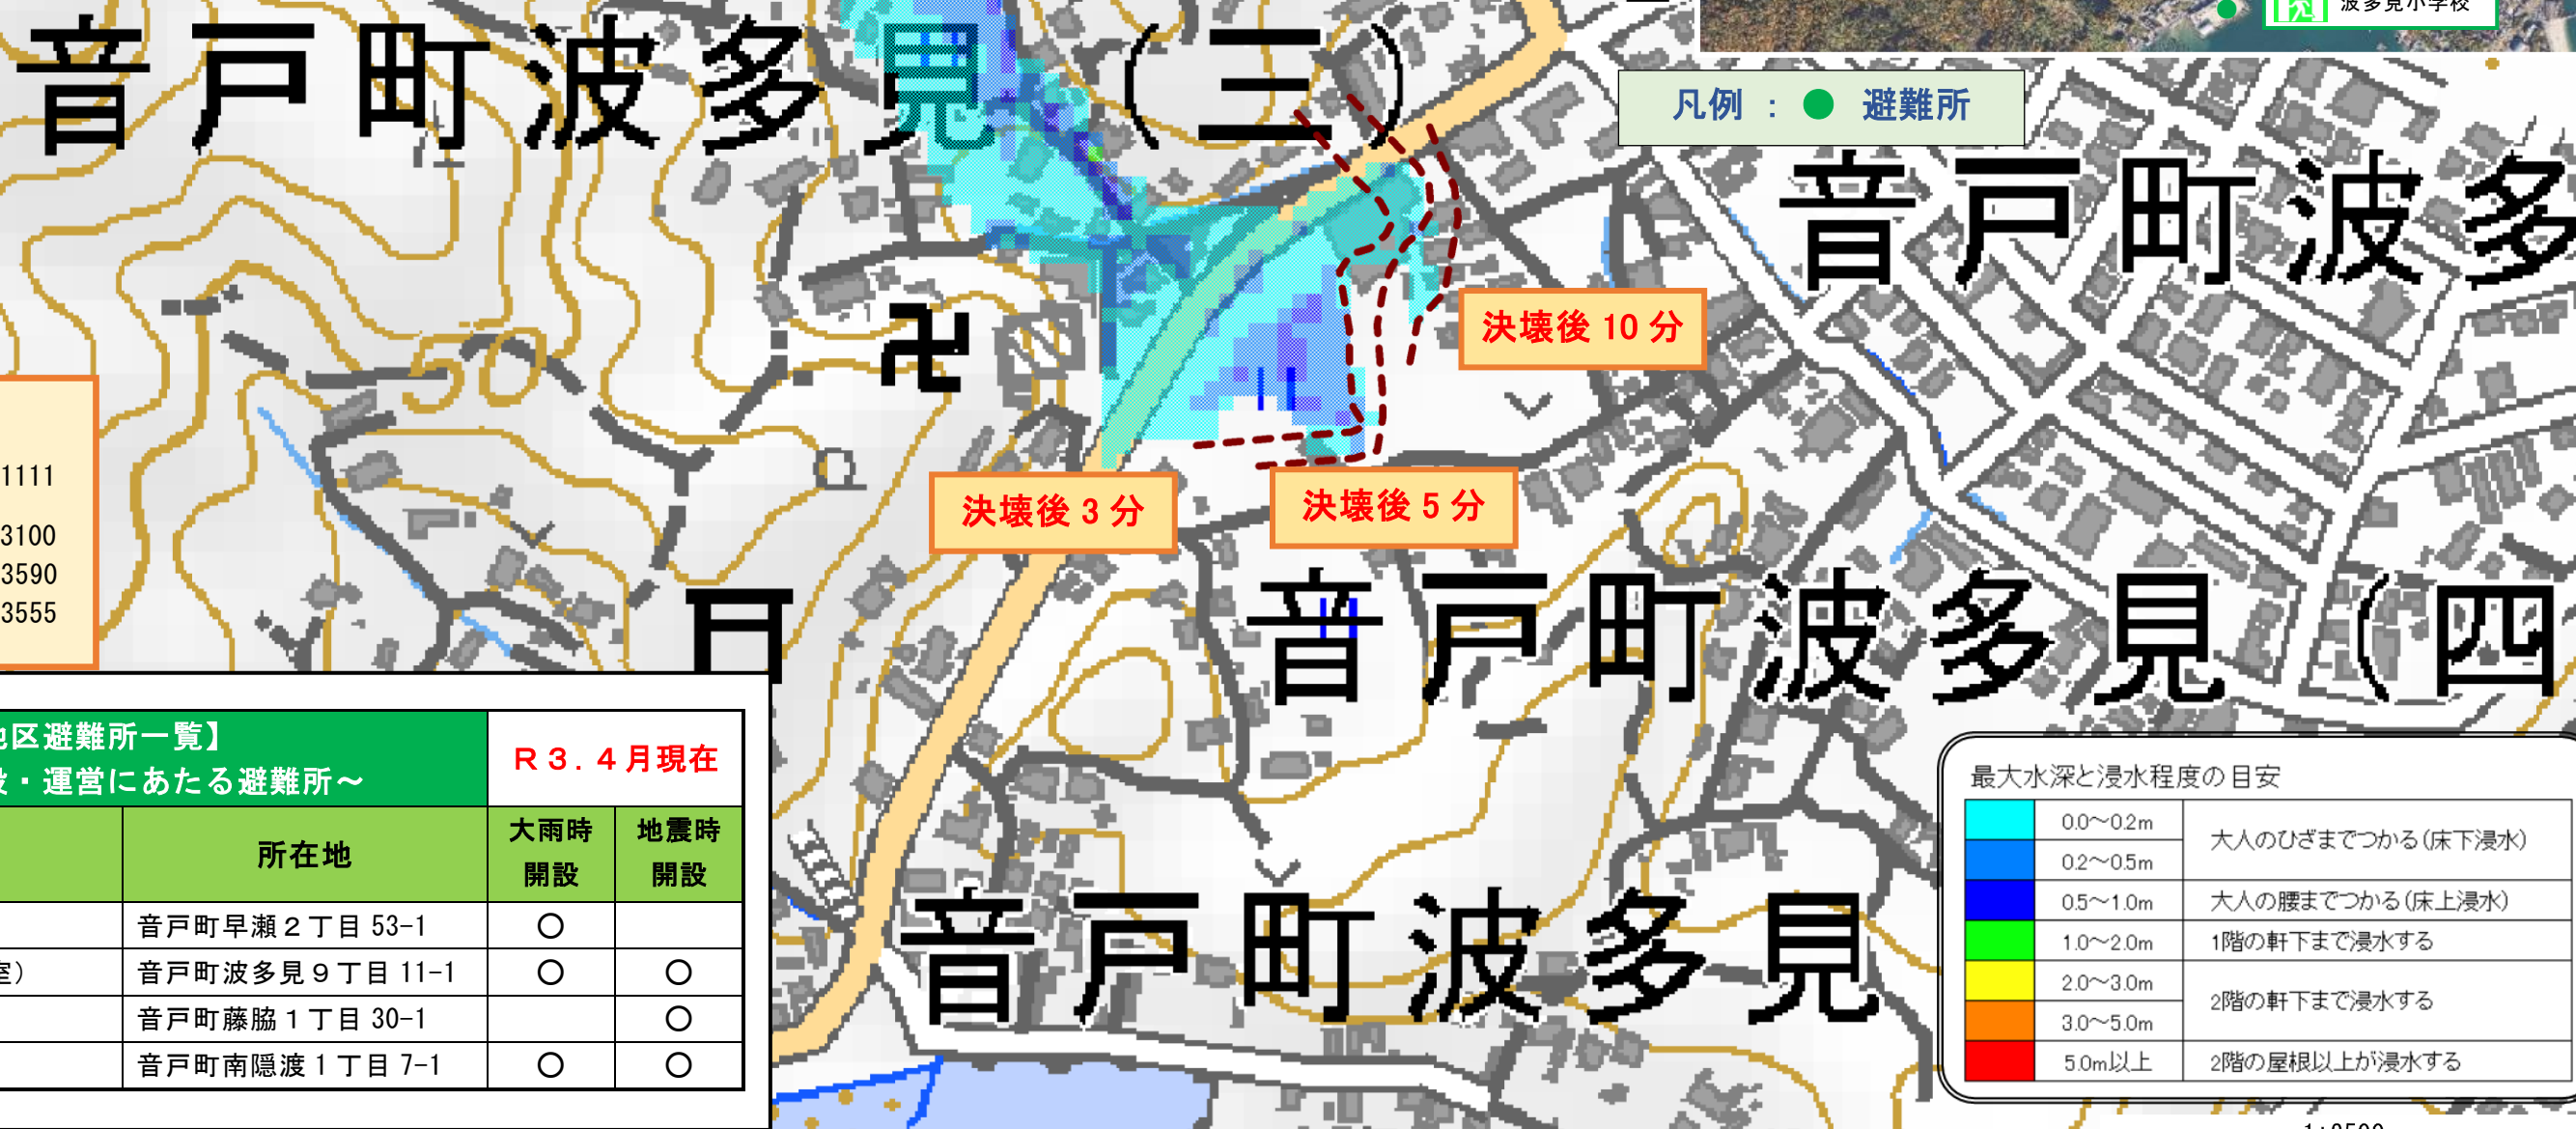 波多見小学校
音戸町波多見（三）
凡例 : ● 避難所
音戸町波多
決壊後 10 分
決壊後 3 分
決壊後 5 分
1111
3100
3590
3555
音戸町波多見（四
音戸町波多見
地区避難所一覧】
R３.４月現在
設・運営にあたる避難所～
所在地
大雨時
開設
地震時
開設
音戸町早瀬２丁目 53-1 ○
室） 音戸町波多見９丁目 11-1 ○ ○
音戸町藤脇１丁目 30-1 ○
音戸町南隠渡１丁目 7-1 ○ ○
最大水深と浸水程度の目安
0.0～0.2m
大人のひざまでつかる(床下浸水)
0.2～0.5m
0.5～1.0m 大人の腰までつかる(床上浸水)
1.0～2.0m 1階の軒下まで浸水する
2.0～3.0m
2階の軒下まで浸水する
3.0～5.0m
5.0m以上 2階の屋根以上が浸水する